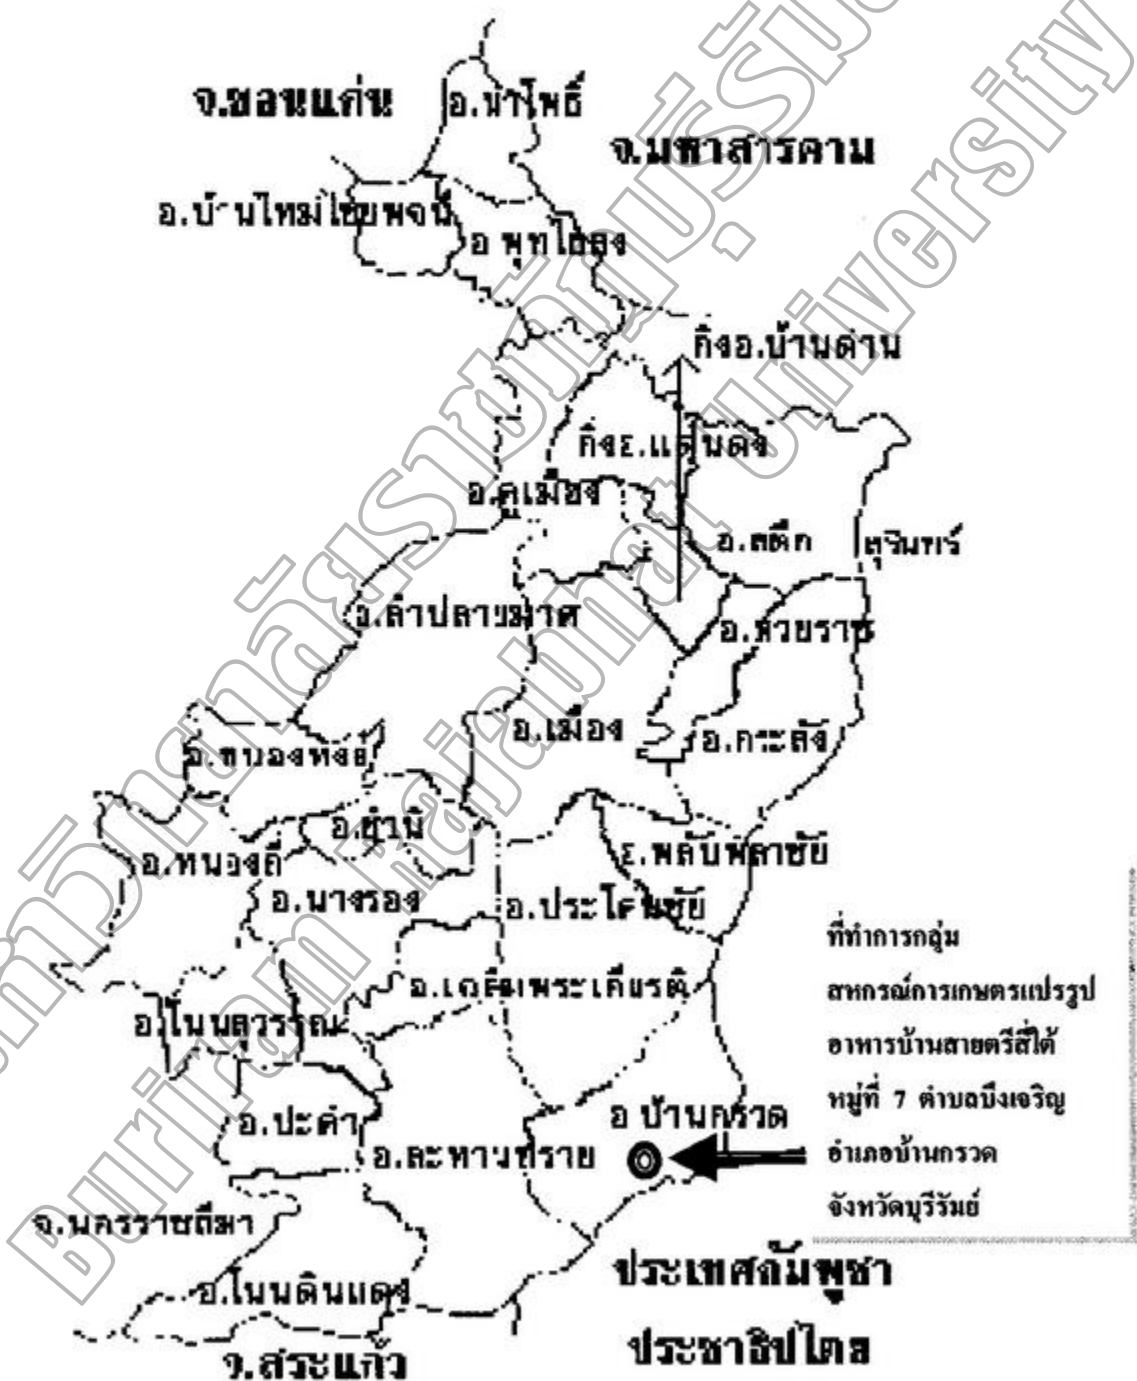 จ.ขอนแก่น
อ.นาโพธิ์
จ.มหาสารคาม
อ.บ้านใหม่ไชยพจน์
อ พุทไธสง
กิ่งอ.บ้านด่าน
กิ่งอ.แคนดง
อ.คูเมือง
อ.สตึก
สุรินทร์
อ.ลำปลายมาศ
อ.ห้วยราช
อ.เมือง
อ.กระสัง
อ.หนองหงส์
อ.ชำนิ
อ.พลับพลาชัย
อ.หนองกี่
อ.นางรอง
อ.ประโคนชัย
ที่ทำการกลุ่ม
อ.เฉลิมพระเกียรติ
สหกรณ์การเกษตรแปรรูป
อ.โนนสุวรรณ
อาหารบ้านสายตรีสี่ใต้
หมู่ที่ 7 ตำบลบึงเจริญ
อ บ้านกรวด
อ.ปะคำ
อ.ละหานทราย
อำเภอบ้านกรวด
จังหวัดบุรีรัมย์
จ.นครราชสีมา
ประเทศกัมพูชา
อ.โนนดินแดง
ประชาธิปไตย
จ.สระแก้ว
Buriram Rajabhat University